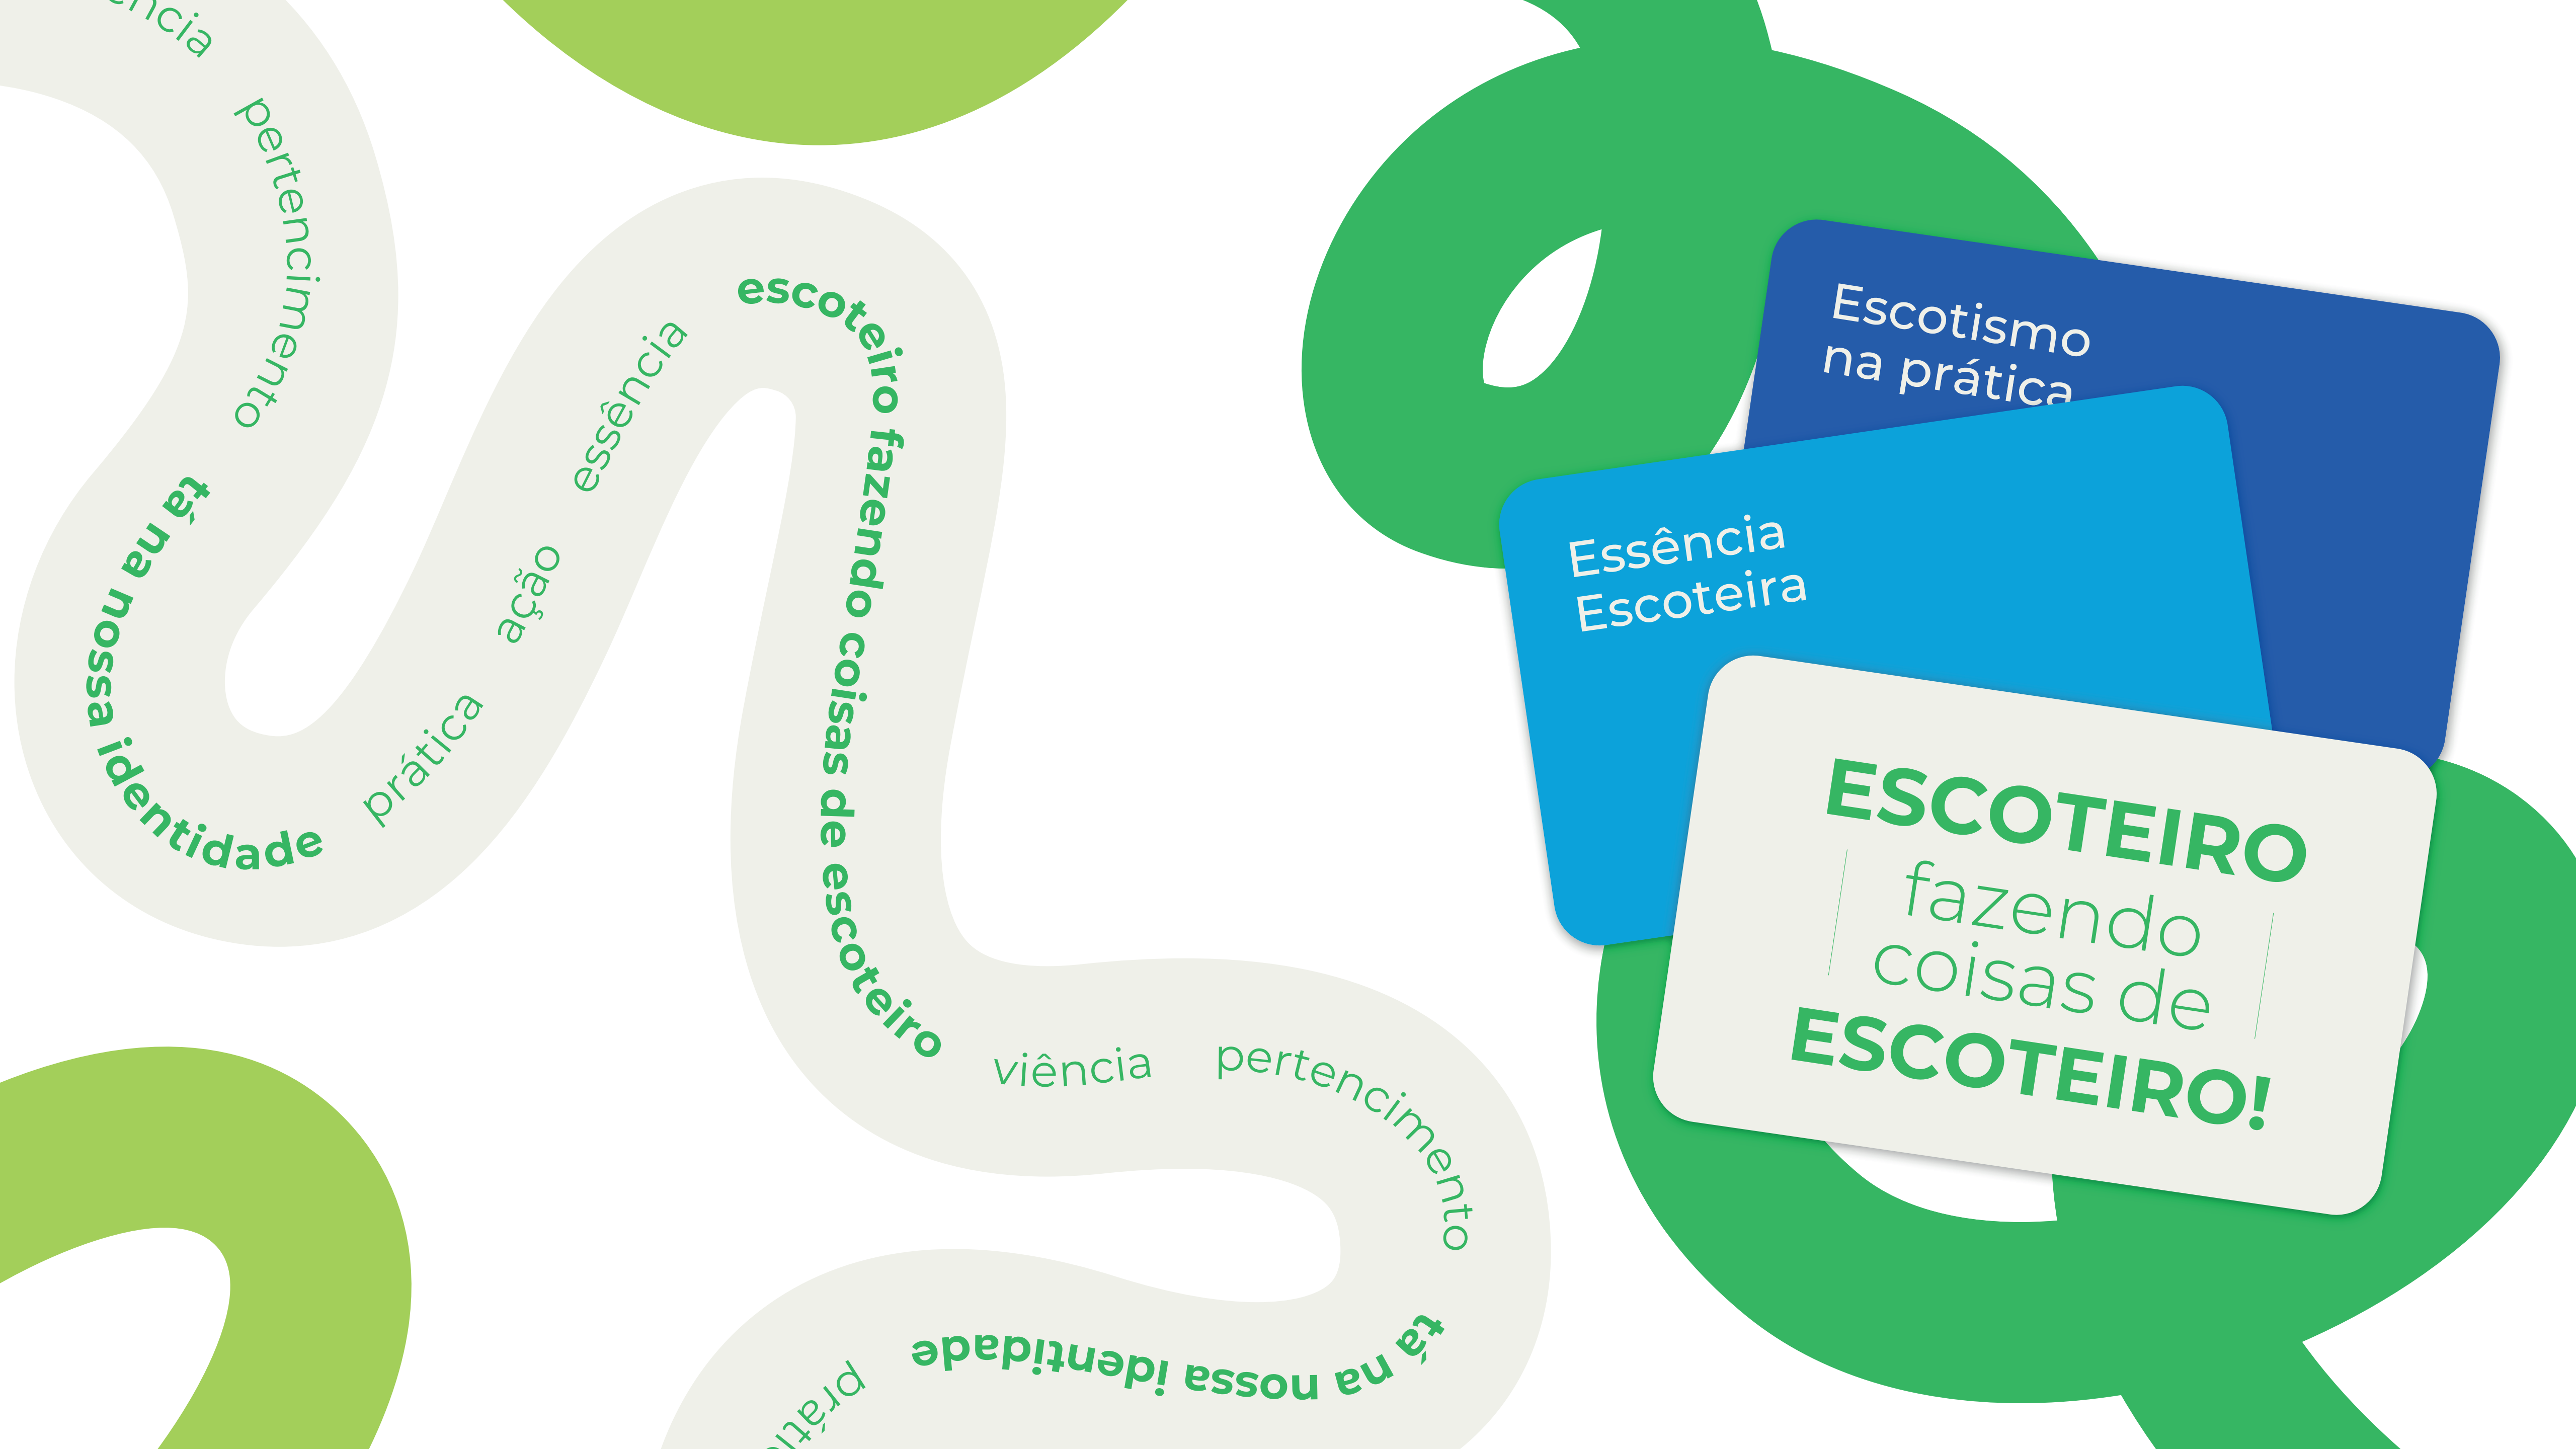 ência
pertencimento
tá na nossa identidade
prática
ação
essência
escoteiro fazendo coisas de escoteiro
viência
pertencimento
tá na nossa identidade
Escotismo
na prática
Essência
Escoteira
ESCOTEIRO
fazendo
coisas de
ESCOTEIRO!